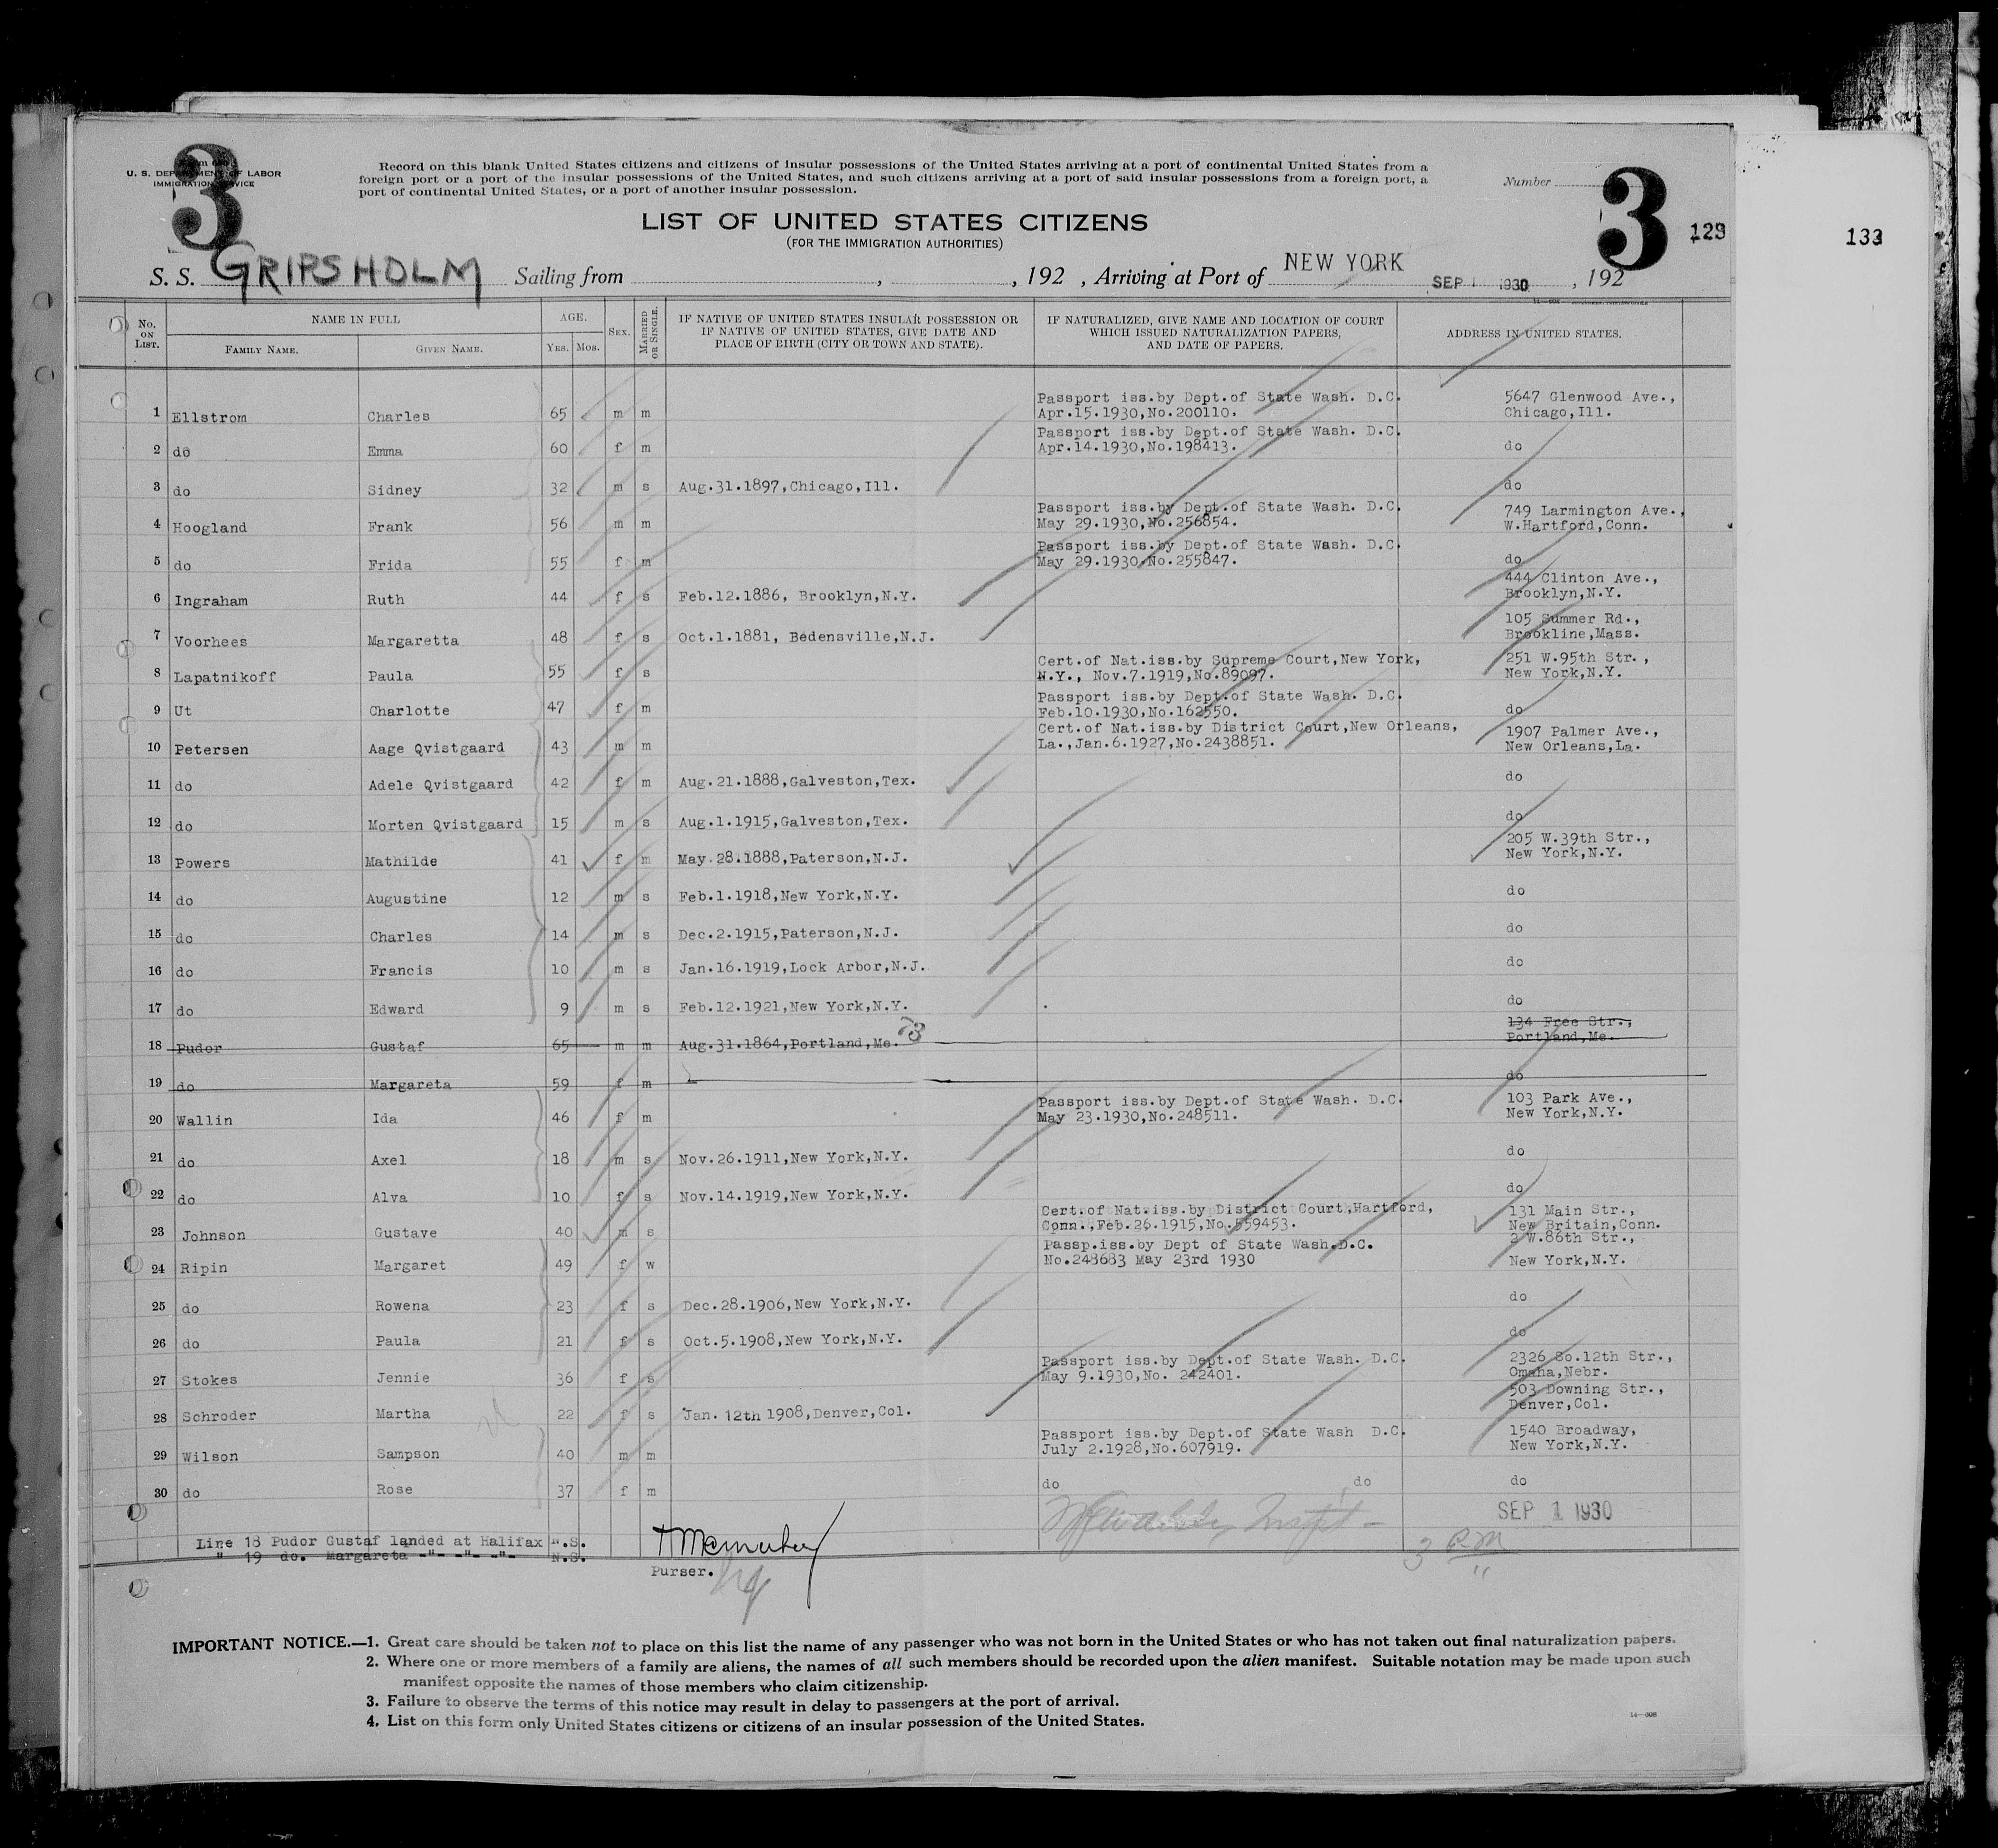 3
U. S. DEPARTMENT OF LABOR
IMMIGRATION SERVICE
Record on this blank United States citizens and citizens of insular possessions of the United States arriving at a port of continental United States from a
foreign port or a port of the insular possessions of the United States, and such citizens arriving at a port of said insular possessions from a foreign port, a
port of continental United States, or a port of another insular possession.
Number
3
129
133
LIST OF UNITED STATES CITIZENS
(FOR THE IMMIGRATION AUTHORITIES)
S. S. GRIPSHOLM Sailing from , , 192 , Arriving at Port of NEW YORK SEP 1 1930 , 192
No. ON LIST. NAME IN FULL FAMILY NAME. GIVEN NAME. AGE. YRS. MOS. SEX. MARRIED OR SINGLE. IF NATIVE OF UNITED STATES INSULAR POSSESSION OR IF NATIVE OF UNITED STATES, GIVE DATE AND PLACE OF BIRTH (CITY OR TOWN AND STATE). IF NATURALIZED, GIVE NAME AND LOCATION OF COURT WHICH ISSUED NATURALIZATION PAPERS, AND DATE OF PAPERS. ADDRESS IN UNITED STATES.
1 Ellstrom Charles 65 m m Passport iss.by Dept.of State Wash. D.C. Apr.15.1930,No.200110. 5647 Glenwood Ave., Chicago,Ill.
2 do Emma 60 f m Passport iss.by Dept.of State Wash. D.C. Apr.14.1930,No.198413. do
3 do Sidney 32 m s Aug.31.1897,Chicago,Ill. do
4 Hoogland Frank 56 m m Passport iss.by Dept.of State Wash. D.C. May 29.1930,No.256854. 749 Larmington Ave., W.Hartford,Conn.
5 do Frida 55 f m Passport iss.by Dept.of State Wash. D.C. May 29.1930,No.255847. do
6 Ingraham Ruth 44 f s Feb.12.1886, Brooklyn,N.Y. 444 Clinton Ave., Brooklyn,N.Y.
7 Voorhees Margaretta 48 f s Oct.1.1881, Bedensville,N.J. 105 Summer Rd., Brookline,Mass.
8 Lapatnikoff Paula 55 f s Cert.of Nat.iss.by Supreme Court,New York, N.Y., Nov.7.1919,No.89097. 251 W.95th Str., New York,N.Y.
9 Ut Charlotte 47 f m Passport iss.by Dept.of State Wash. D.C. Feb.10.1930,No.162550. do
10 Petersen Aage Qvistgaard 43 m m Cert.of Nat.iss.by District Court,New Orleans, La.,Jan.6.1927,No.2438851. 1907 Palmer Ave., New Orleans,La.
11 do Adele Qvistgaard 42 f m Aug.21.1888,Galveston,Tex. do
12 do Morten Qvistgaard 15 m s Aug.1.1915,Galveston,Tex. do
13 Powers Mathilde 41 f m May.28.1888,Paterson,N.J. 205 W.39th Str., New York,N.Y.
14 do Augustine 12 m s Feb.1.1918,New York,N.Y. do
15 do Charles 14 m s Dec.2.1915,Paterson,N.J. do
16 do Francis 10 m s Jan.16.1919,Lock Arbor,N.J. do
17 do Edward 9 m s Feb.12.1921,New York,N.Y. do
18 Pudor Gustaf 65 m m Aug.31.1864,Portland,Me. 73 134 Free Str., Portland,Me.
19 do Margareta 59 f m do
20 Wallin Ida 46 f m Passport iss.by Dept.of State Wash. D.C. May 23.1930,No.248511. 103 Park Ave., New York,N.Y.
21 do Axel 18 m s Nov.26.1911,New York,N.Y. do
22 do Alva 10 f s Nov.14.1919,New York,N.Y. do
23 Johnson Gustave 40 m s Cert.of Nat.iss.by District Court,Hartford, Conn.,Feb.26.1915,No.559453. 131 Main Str., New Britain,Conn.
24 Ripin Margaret 49 f w Passp.iss.by Dept of State Wash.D.C. No.248683 May 23rd 1930 2 W.86th Str., New York,N.Y.
25 do Rowena 23 f s Dec.28.1906,New York,N.Y. do
26 do Paula 21 f s Oct.5.1908,New York,N.Y. do
27 Stokes Jennie 36 f s Passport iss.by Dept.of State Wash. D.C. May 9.1930,No. 242401. 2326 So.12th Str., Omaha,Nebr.
28 Schroder Martha 22 f s Jan. 12th 1908,Denver,Col. 503 Downing Str., Denver,Col.
29 Wilson Sampson 40 m m Passport iss.by Dept.of State Wash D.C. July 2.1928,No.607919. 1540 Broadway, New York,N.Y.
30 do Rose 37 f m do do do
SEP 1 1930
Line 18 Pudor Gustaf landed at Halifax N.S.
" 19 do. Margareta -"- -"- -"- N.S.
Purser.
3 PM
IMPORTANT NOTICE.—1. Great care should be taken not to place on this list the name of any passenger who was not born in the United States or who has not taken out final naturalization papers.
2. Where one or more members of a family are aliens, the names of all such members should be recorded upon the alien manifest. Suitable notation may be made upon such
manifest opposite the names of those members who claim citizenship.
3. Failure to observe the terms of this notice may result in delay to passengers at the port of arrival.
4. List on this form only United States citizens or citizens of an insular possession of the United States.
14—608